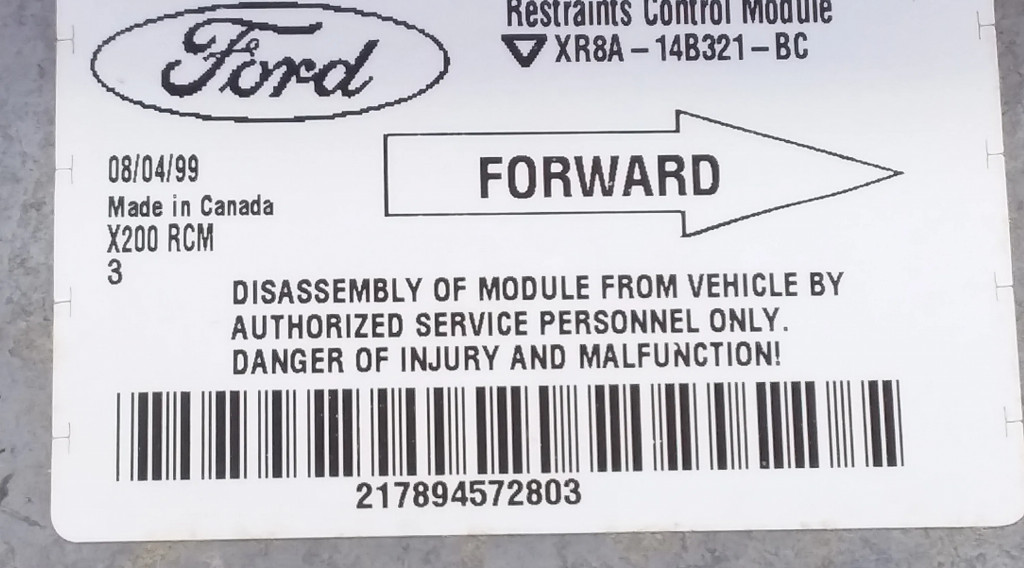 Ford
Restraints Control Module
XR8A-14B321-BC
08/04/99
Made in Canada
X200 RCM
3
FORWARD
DISASSEMBLY OF MODULE FROM VEHICLE BY
AUTHORIZED SERVICE PERSONNEL ONLY.
DANGER OF INJURY AND MALFUNCTION!
217894572803